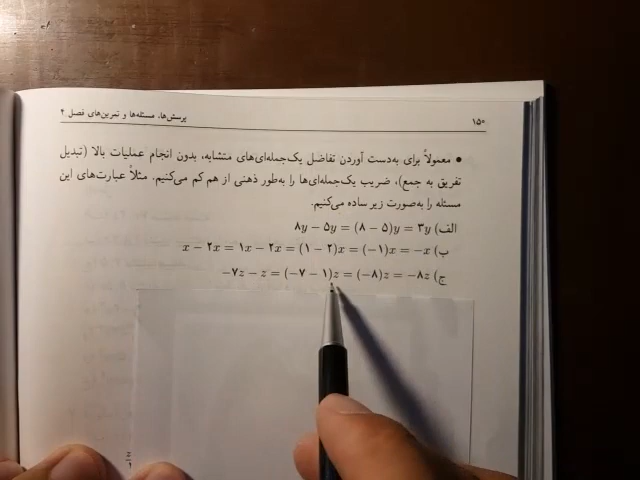 ۱۵۰ پرسش‌ها، مسئله‌ها و تمرین‌های فصل ۴
• معمولاً برای به‌دست آوردن تفاضل یک‌جمله‌ای‌های متشابه، بدون انجام عملیات بالا (تبدیل
تفریق به جمع)، ضریب یک‌جمله‌ای‌ها را به‌طور ذهنی از هم کم می‌کنیم. مثلاً عبارت‌های این
مسئله را به‌صورت زیر ساده می‌کنیم.
الف) ۸y − ۵y = (۸ − ۵)y = ۳y
ب) x − ۲x = ۱x − ۲x = (۱ − ۲)x = (−۱)x = −x
ج) −۷z − z = (−۷ − ۱)z = (−۸)z = −۸z